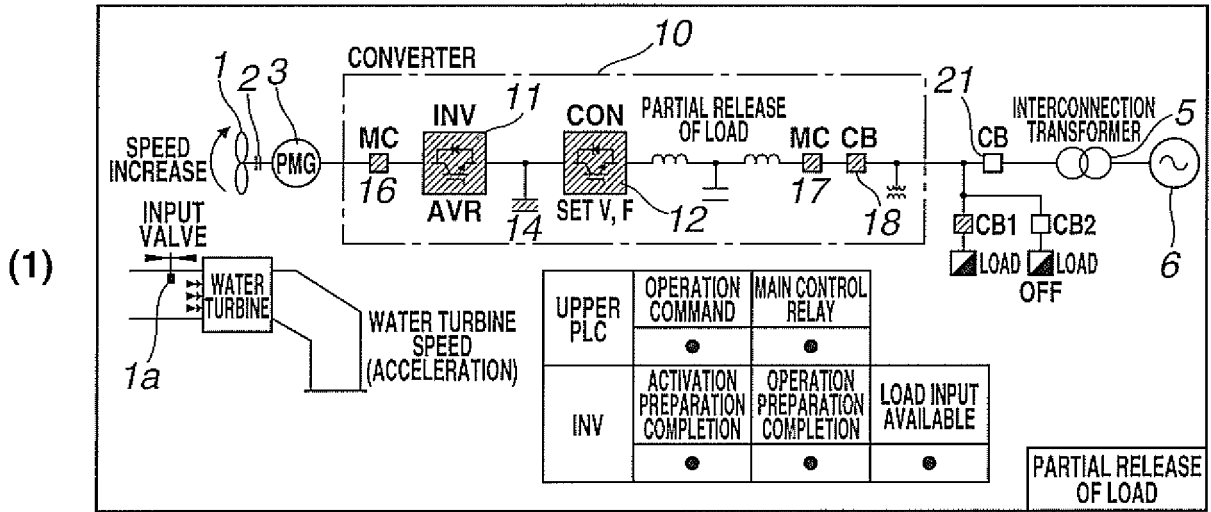 (1)
10
CONVERTER
1
2
3
INV
11
CON
PARTIAL RELEASE
OF LOAD
MC
CB
21
CB
INTERCONNECTION
TRANSFORMER
5
SPEED
INCREASE
PMG
MC
16
AVR
14
SET V, F
12
17
18
6
CB1
CB2
LOAD
LOAD
OFF
INPUT
VALVE
WATER
TURBINE
1a
WATER TURBINE
SPEED
(ACCELERATION)
UPPER
PLC
OPERATION
COMMAND
MAIN CONTROL
RELAY
●
●
INV
ACTIVATION
PREPARATION
COMPLETION
OPERATION
PREPARATION
COMPLETION
LOAD INPUT
AVAILABLE
●
●
●
PARTIAL RELEASE
OF LOAD